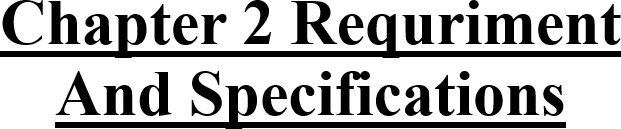 Chapter 2 Requriment
And Specifications